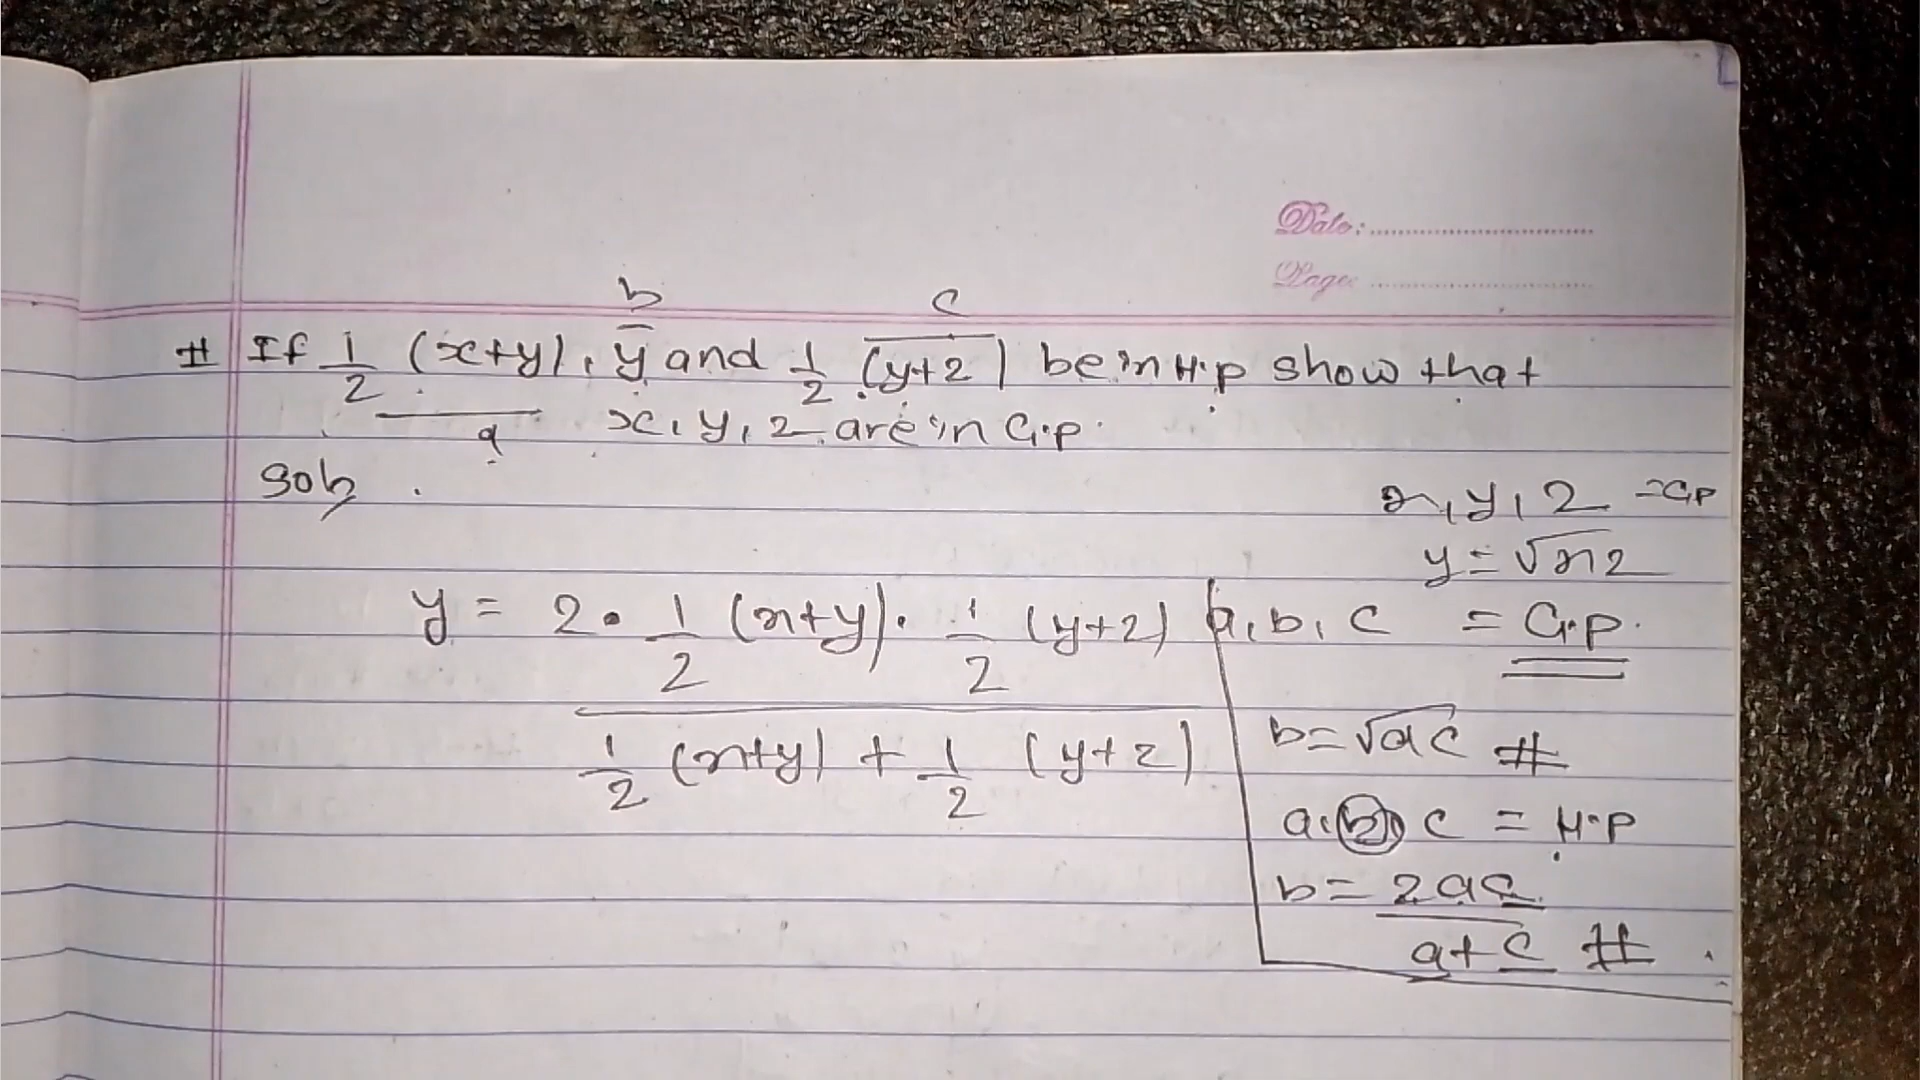 Date:
Page:
b c
# If 1/2 (x+y), y and 1/2 (y+z) be in H.p show that
a x, y, z are in G.p.
Soln
x, y, z = G.P
y = √xz
y = 2 · 1/2 (x+y) · 1/2 (y+z)
1/2 (x+y) + 1/2 (y+z)
a, b, c = G.p.
b = √ac #
a, b, c = H.p
b = 2ac
a+c #